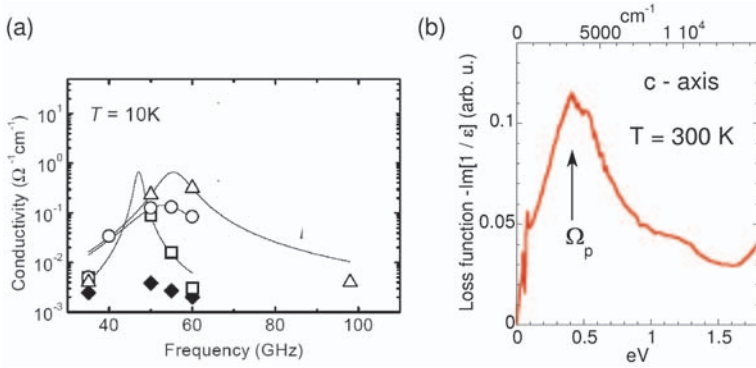 (a)
T = 10K
Conductivity (Ω⁻¹cm⁻¹)
10¹
10⁰
10⁻¹
10⁻²
10⁻³
40 60 80 100
Frequency (GHz)
(b)
cm⁻¹
0 5000 1 10⁴
Loss function -Im[1 / ε] (arb. u.)
0.1
0.05
0
c - axis
T = 300 K
Ωp
0 0.5 1 1.5
eV